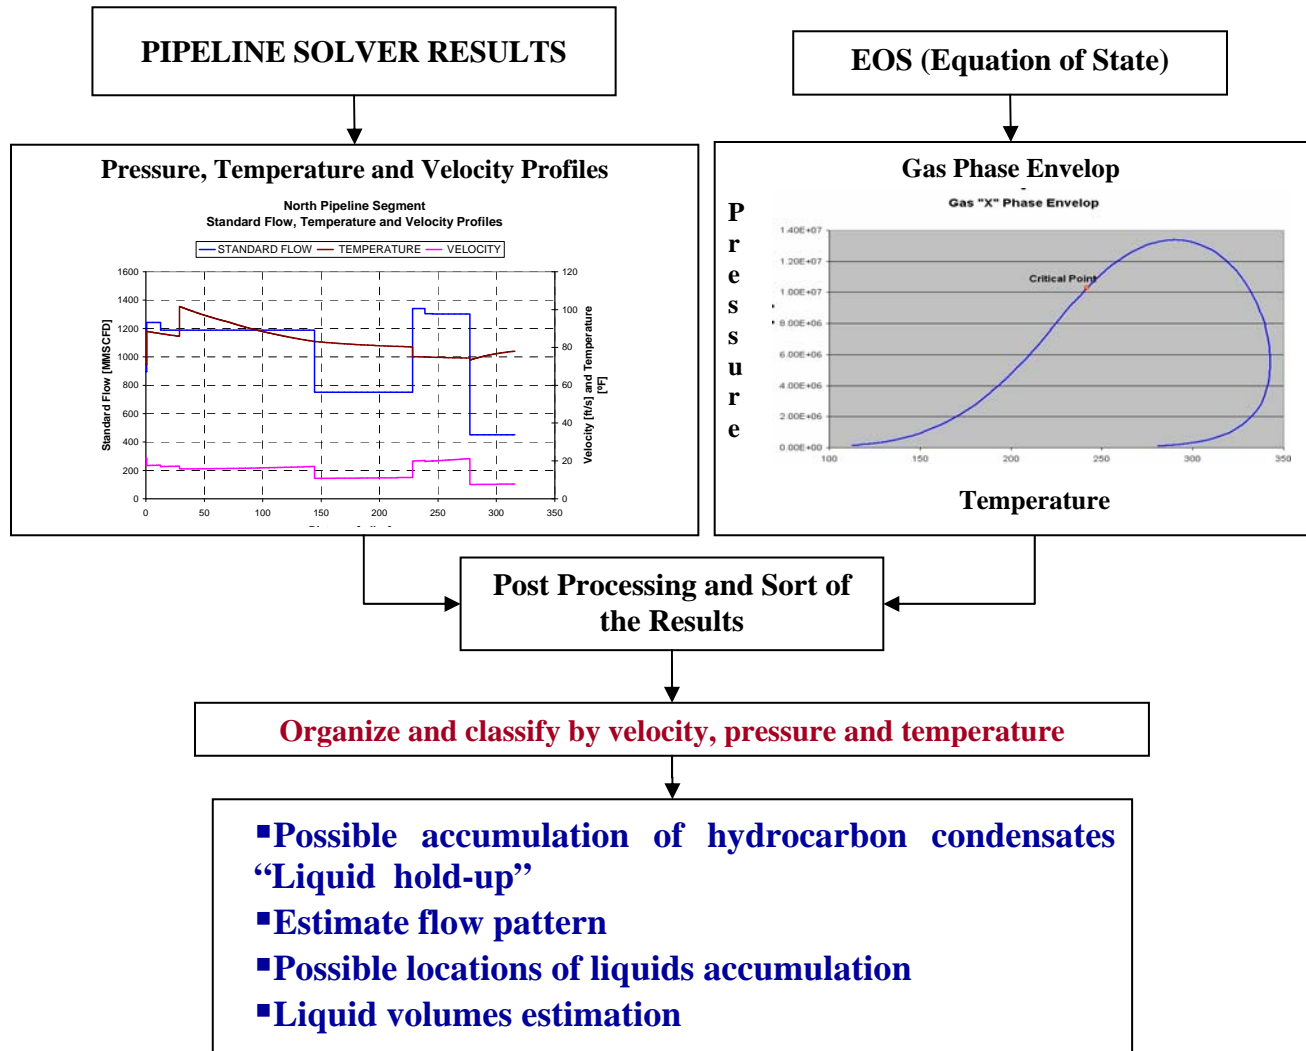 PIPELINE SOLVER RESULTS
EOS (Equation of State)
Pressure, Temperature and Velocity Profiles
North Pipeline Segment
Standard Flow, Temperature and Velocity Profiles
STANDARD FLOW TEMPERATURE VELOCITY
Standard Flow [MMSCFD]
1600
1400
1200
1000
800
600
400
200
0
120
100
80
60
40
20
0
Velocity [ft/s] and Temperature
[ºF]
0 50 100 150 200 250 300 350
Gas Phase Envelop
Gas "X" Phase Envelop
Pressure
1.40E+07
1.20E+07
1.00E+07
8.00E+06
6.00E+06
4.00E+06
2.00E+06
0.00E+00
Critical Point
100 150 200 250 300 350
Temperature
Post Processing and Sort of
the Results
Organize and classify by velocity, pressure and temperature
▪Possible accumulation of hydrocarbon condensates
“Liquid hold-up”
▪Estimate flow pattern
▪Possible locations of liquids accumulation
▪Liquid volumes estimation